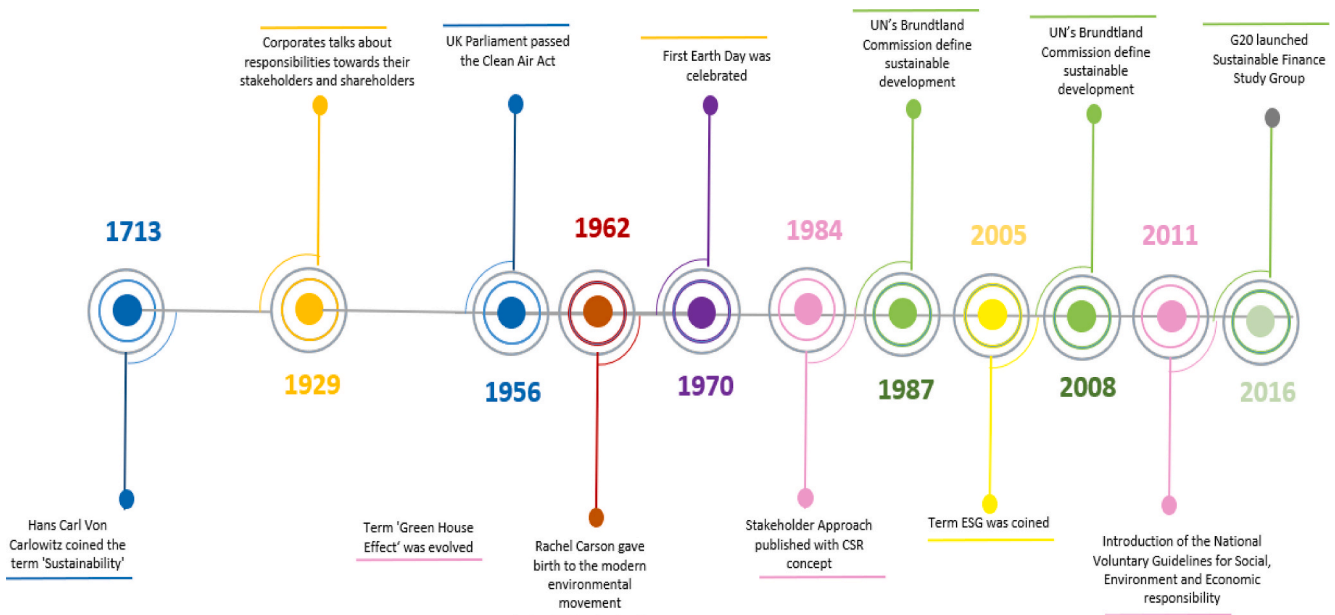 Corporates talks about
responsibilities towards their
stakeholders and shareholders
UK Parliament passed
the Clean Air Act
First Earth Day was
celebrated
UN's Brundtland
Commission define
sustainable
development
UN's Brundtland
Commission define
sustainable
development
G20 launched
Sustainable Finance
Study Group
1713
1962
1984
2005
2011
1929
1956
1970
1987
2008
2016
Hans Carl Von
Carlowitz coined the
term 'Sustainability'
Term 'Green House
Effect' was evolved
Rachel Carson gave
birth to the modern
environmental
movement
Stakeholder Approach
published with CSR
concept
Term ESG was coined
Introduction of the National
Voluntary Guidelines for Social,
Environment and Economic
responsibility